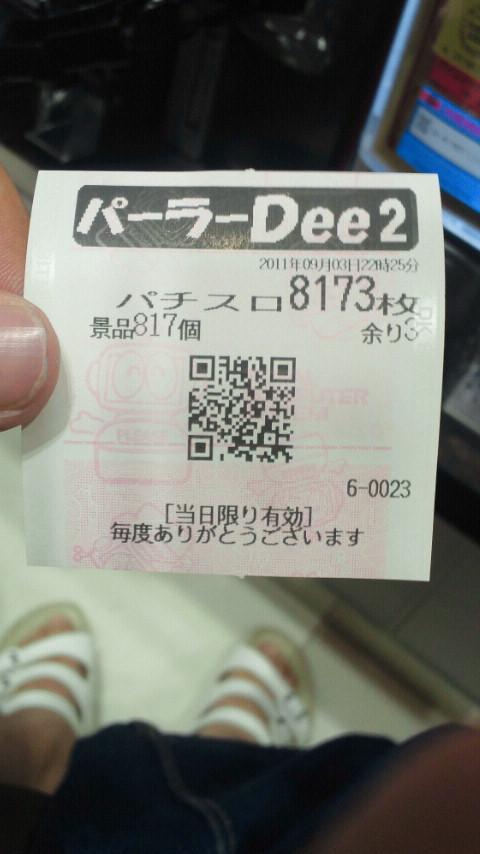 パーラーDee2
2011年09月03日22時25分
パチスロ8173枚
景品817個 余り3
6-0023
[当日限り有効]
毎度ありがとうございます